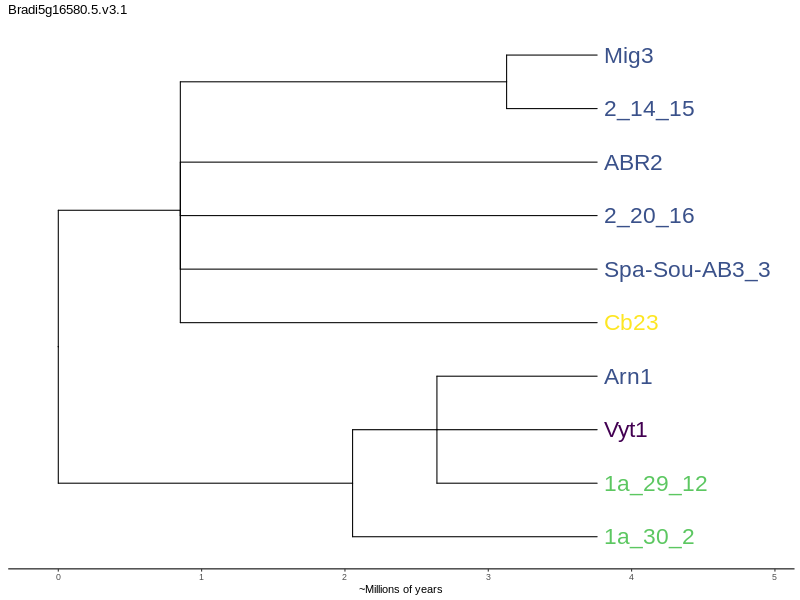 Bradi5g16580.5.v3.1
Mig3
2_14_15
ABR2
2_20_16
Spa-Sou-AB3_3
Cb23
Arn1
Vyt1
1a_29_12
1a_30_2
0 1 2 3 4 5
~Millions of years